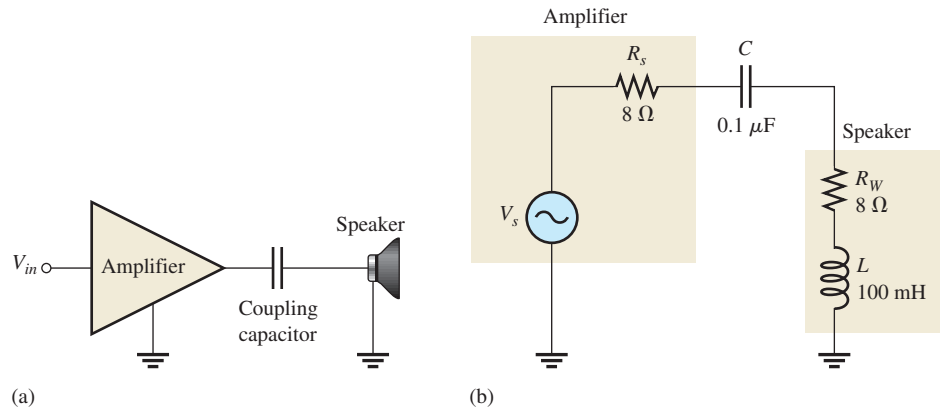 V_in
Amplifier
Coupling
capacitor
Speaker
(a)
Amplifier
R_s
8 Ω
C
0.1 μF
V_s
Speaker
R_W
8 Ω
L
100 mH
(b)